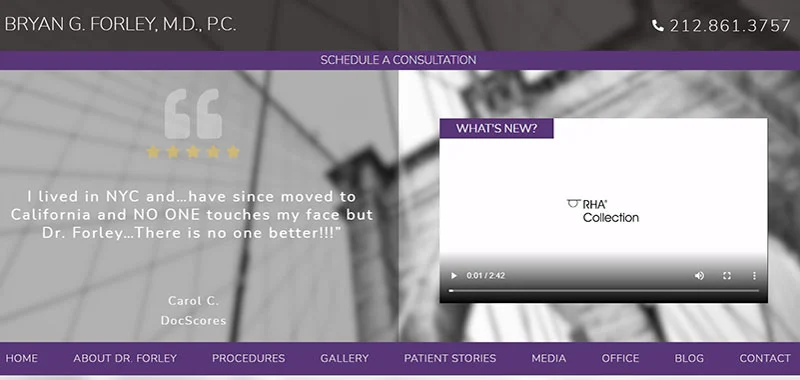 BRYAN G. FORLEY, M.D., P.C.
212.861.3757
SCHEDULE A CONSULTATION
I lived in NYC and...have since moved to
California and NO ONE touches my face but
Dr. Forley...There is no one better!!!"
Carol C.
DocScores
WHAT'S NEW?
RHA®
Collection
0:01 / 2:42
HOME ABOUT DR. FORLEY PROCEDURES GALLERY PATIENT STORIES MEDIA OFFICE BLOG CONTACT